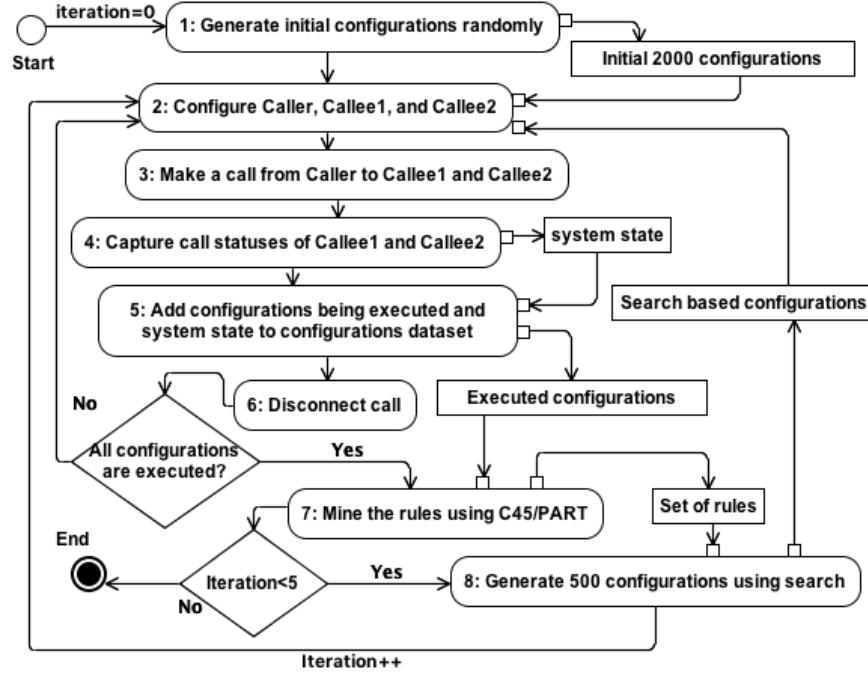 iteration=0
Start
1: Generate initial configurations randomly
Initial 2000 configurations
2: Configure Caller, Callee1, and Callee2
3: Make a call from Caller to Callee1 and Callee2
4: Capture call statuses of Callee1 and Callee2
system state
5: Add configurations being executed and
system state to configurations dataset
Search based configurations
6: Disconnect call
Executed configurations
No
All configurations
are executed?
Yes
7: Mine the rules using C45/PART
Set of rules
End
Iteration<5
Yes
No
8: Generate 500 configurations using search
Iteration++